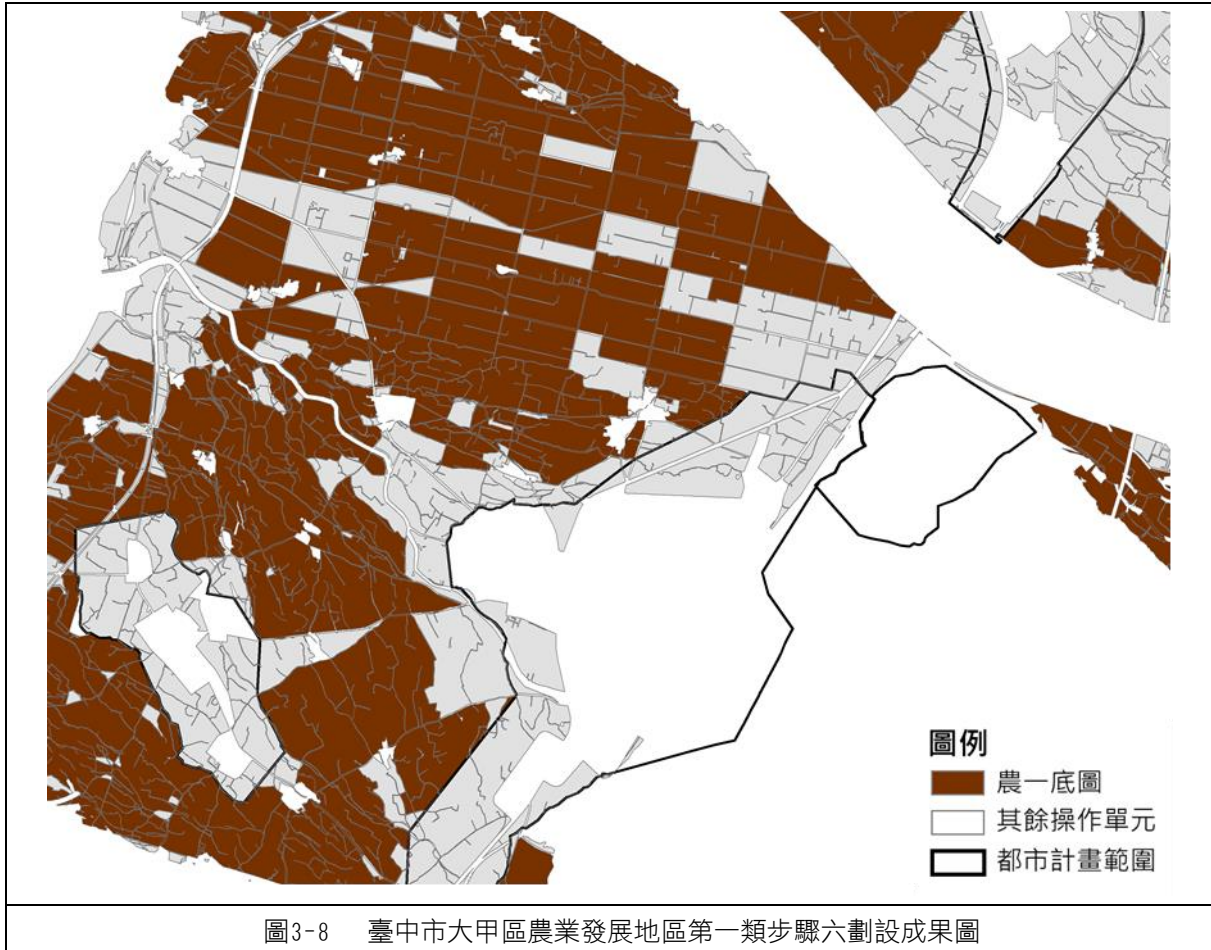 圖例
農一底圖
其餘操作單元
都市計畫範圍
圖3-8 臺中市大甲區農業發展地區第一類步驟六劃設成果圖